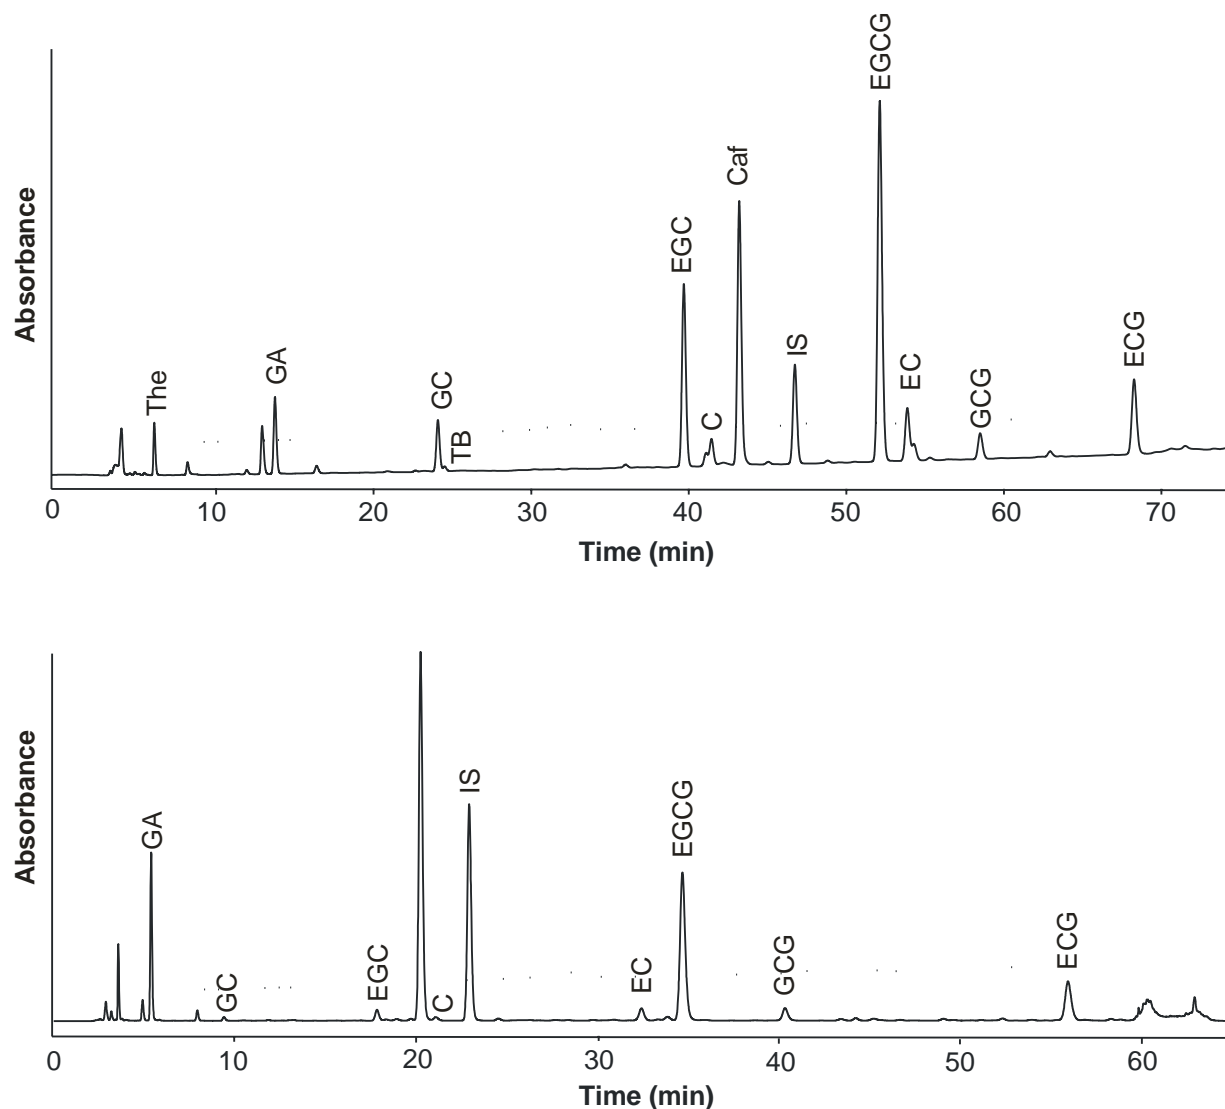 EGCG
Caf
EGC
IS
ECG
The
GA
GC
TB
C
EC
GCG
Absorbance
0 10 20 30 40 50 60 70
Time (min)
IS
EGCG
GA
GC
EGC
C
EC
GCG
ECG
Absorbance
0 10 20 30 40 50 60
Time (min)